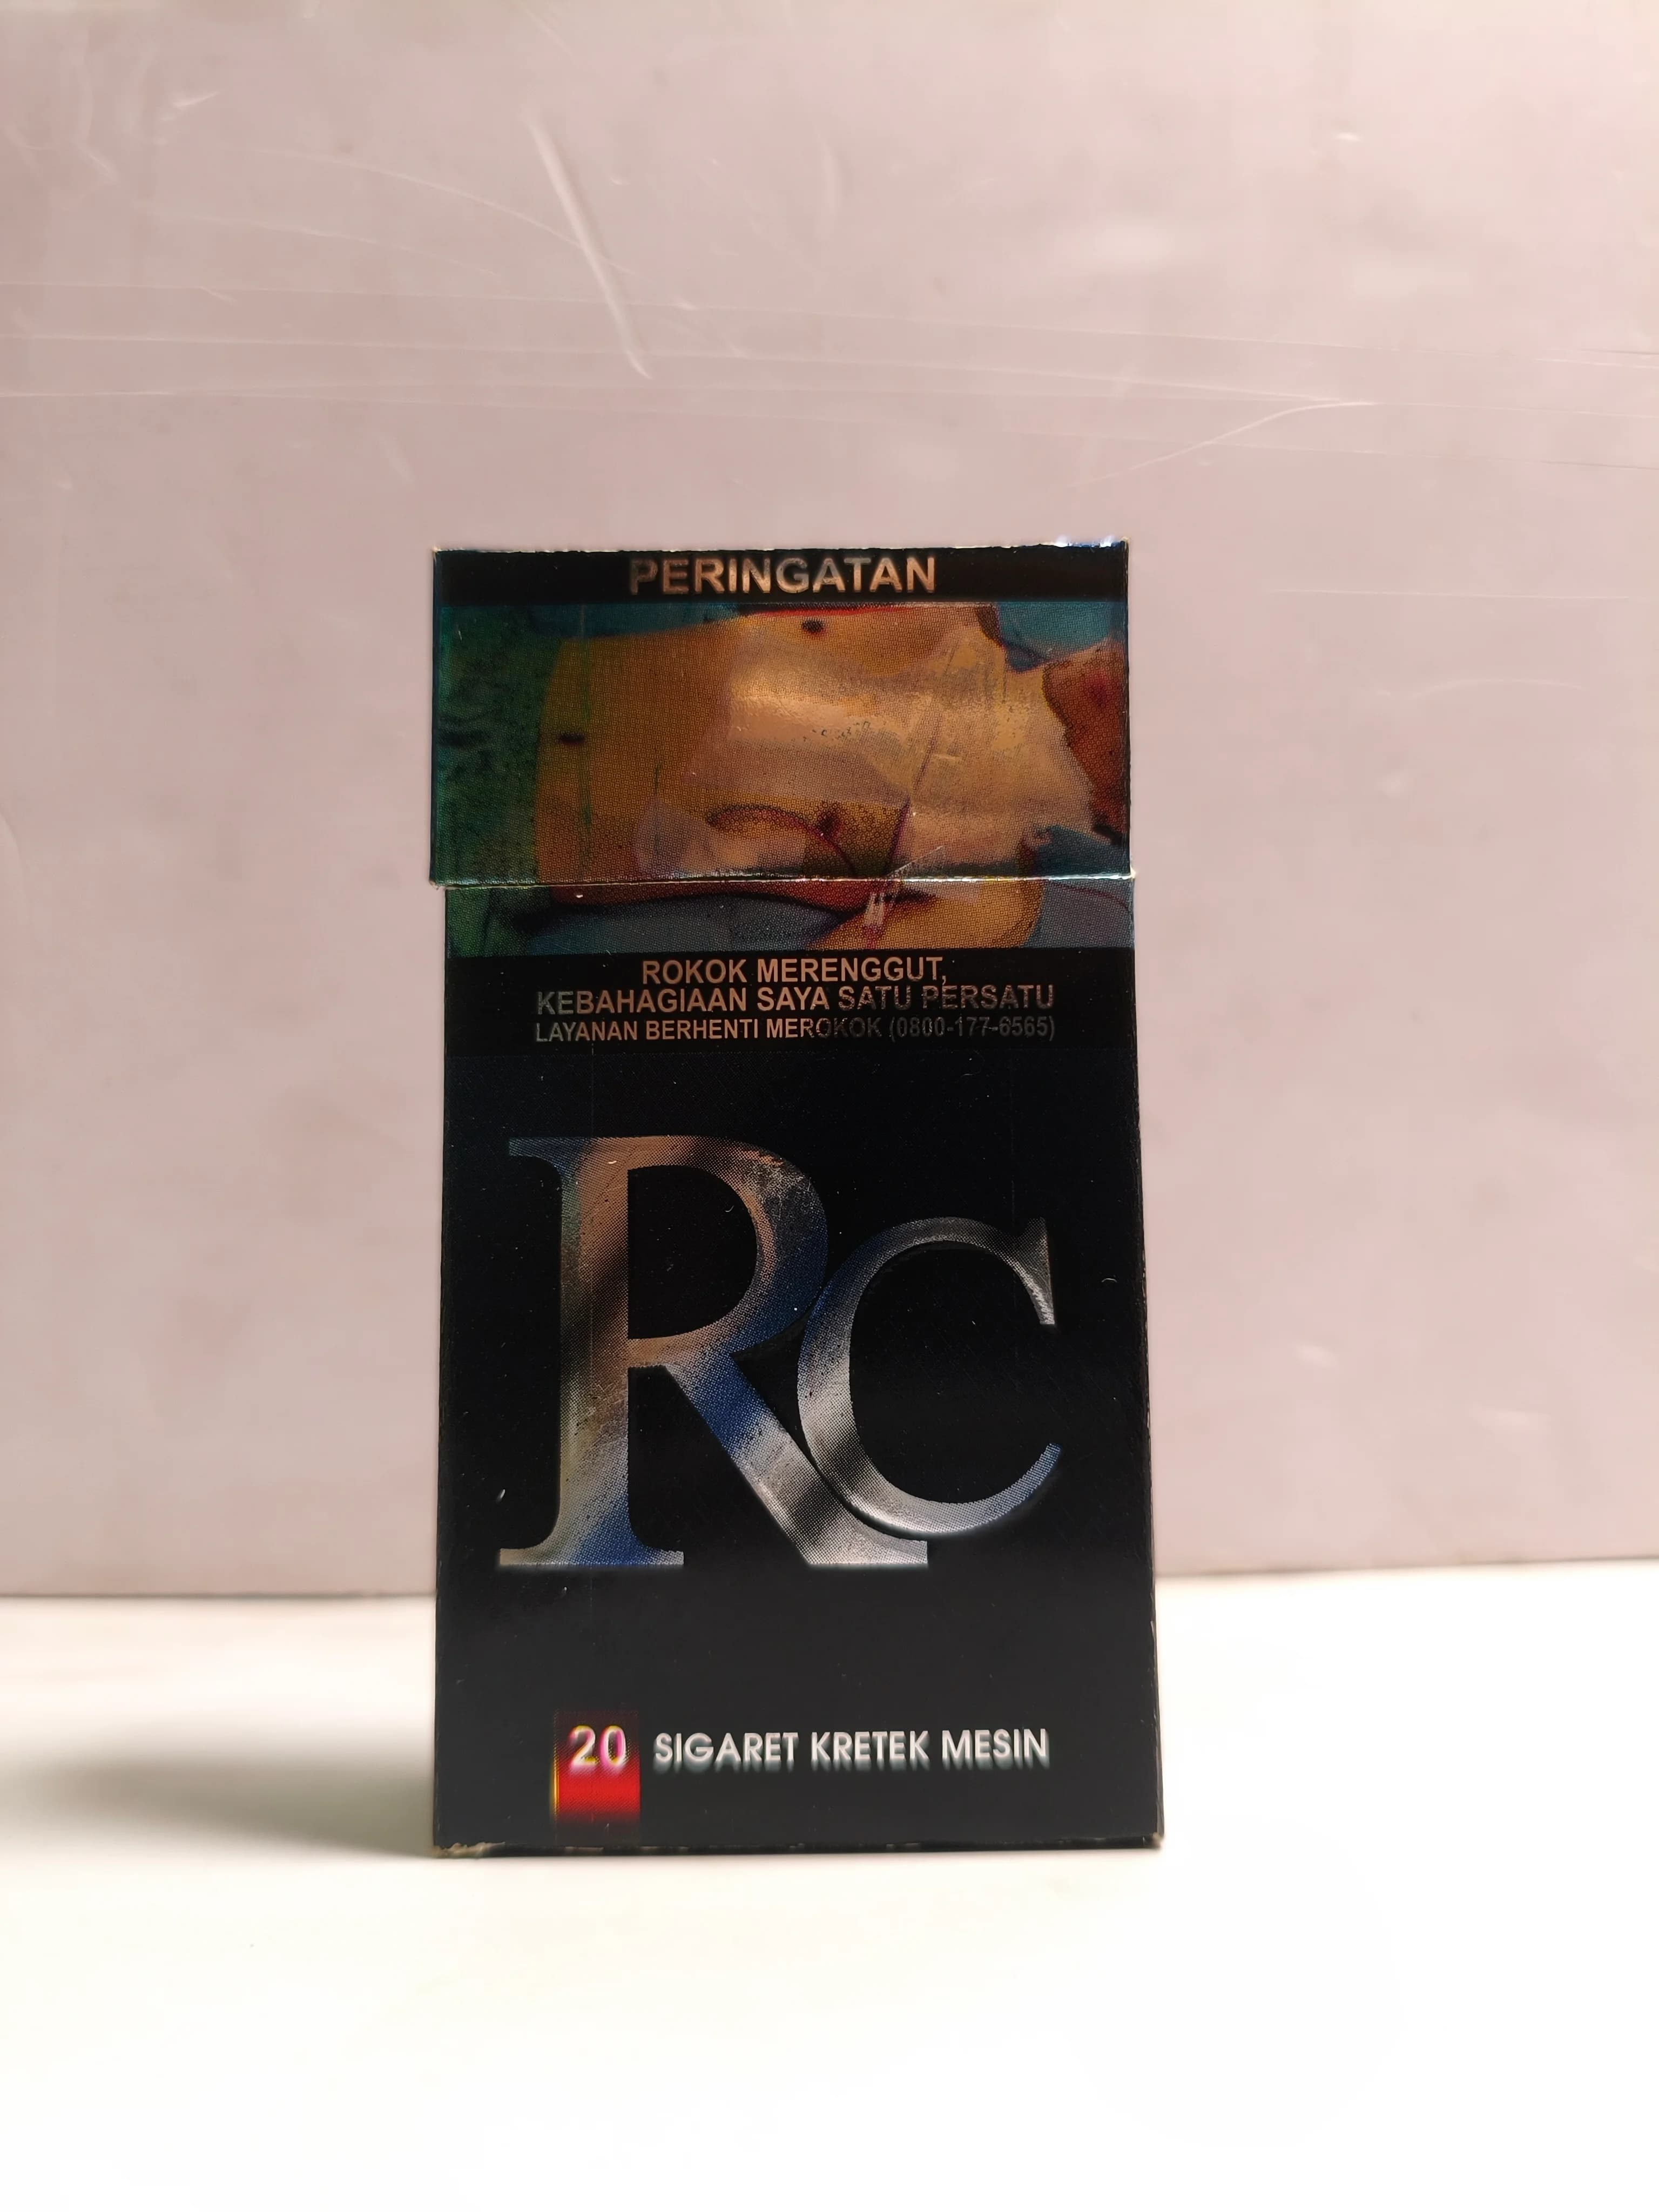 PERINGATAN
ROKOK MERENGGUT,
KEBAHAGIAAN SAYA SATU PERSATU
LAYANAN BERHENTI MEROKOK (0800-177-6565)
RC
20 SIGARET KRETEK MESIN